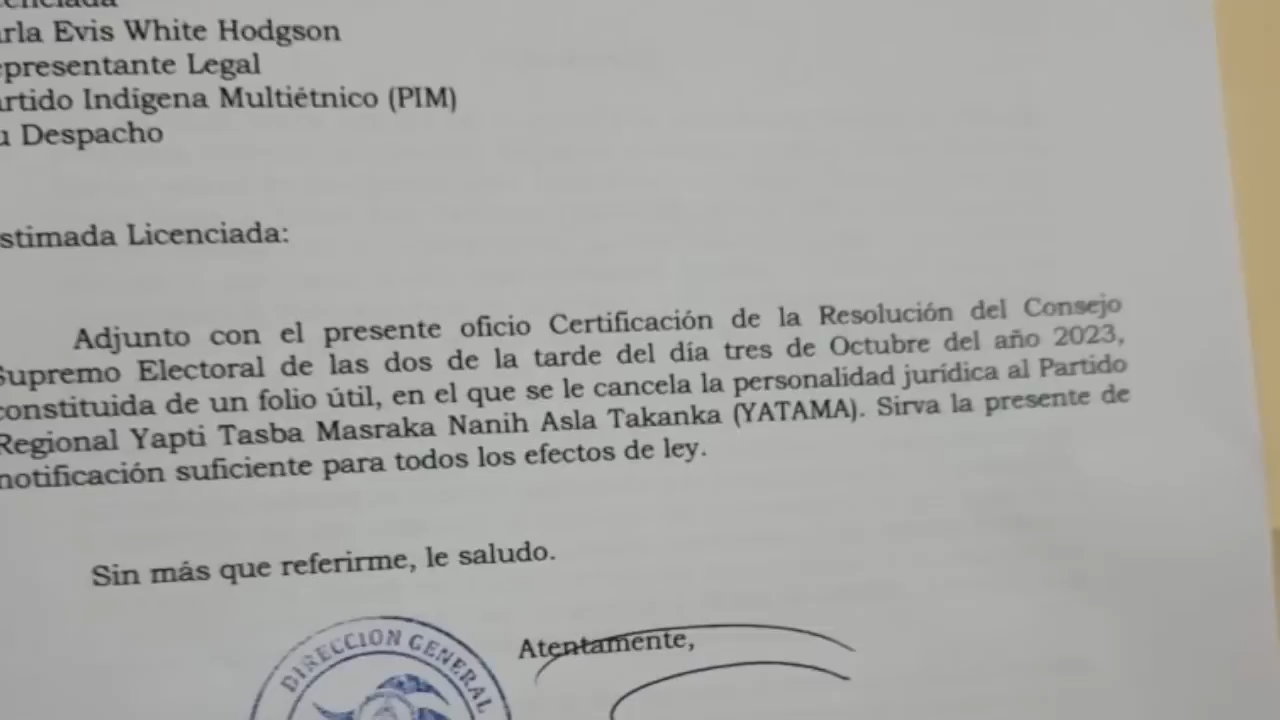 rla Evis White Hodgson
epresentante Legal
artido Indígena Multiétnico (PIM)
u Despacho
stimada Licenciada:
Adjunto con el presente oficio Certificación de la Resolución del Consejo
Supremo Electoral de las dos de la tarde del día tres de Octubre del año 2023,
constituida de un folio útil, en el que se le cancela la personalidad jurídica al Partido
Regional Yapti Tasba Masraka Nanih Asla Takanka (YATAMA). Sirva la presente de
notificación suficiente para todos los efectos de ley.
Sin más que referirme, le saludo.
Atentamente,
DIRECCION GENERAL